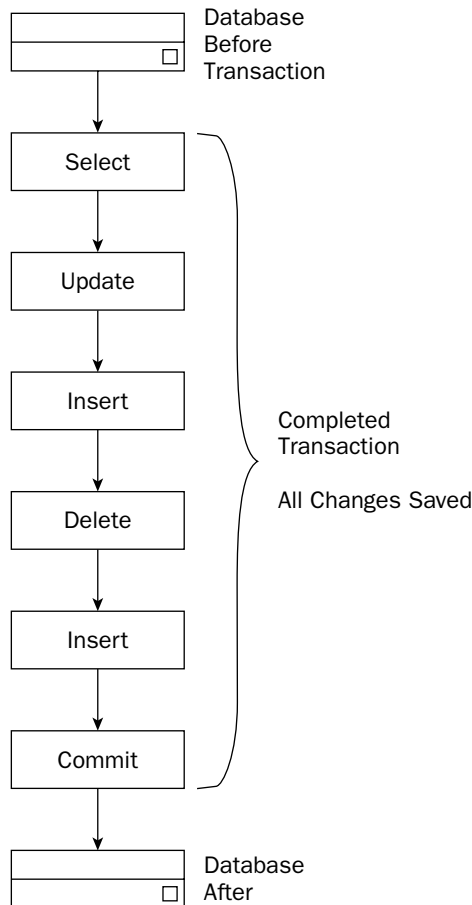 Database
Before
Transaction
Select
Update
Insert
Completed
Transaction
All Changes Saved
Delete
Insert
Commit
Database
After